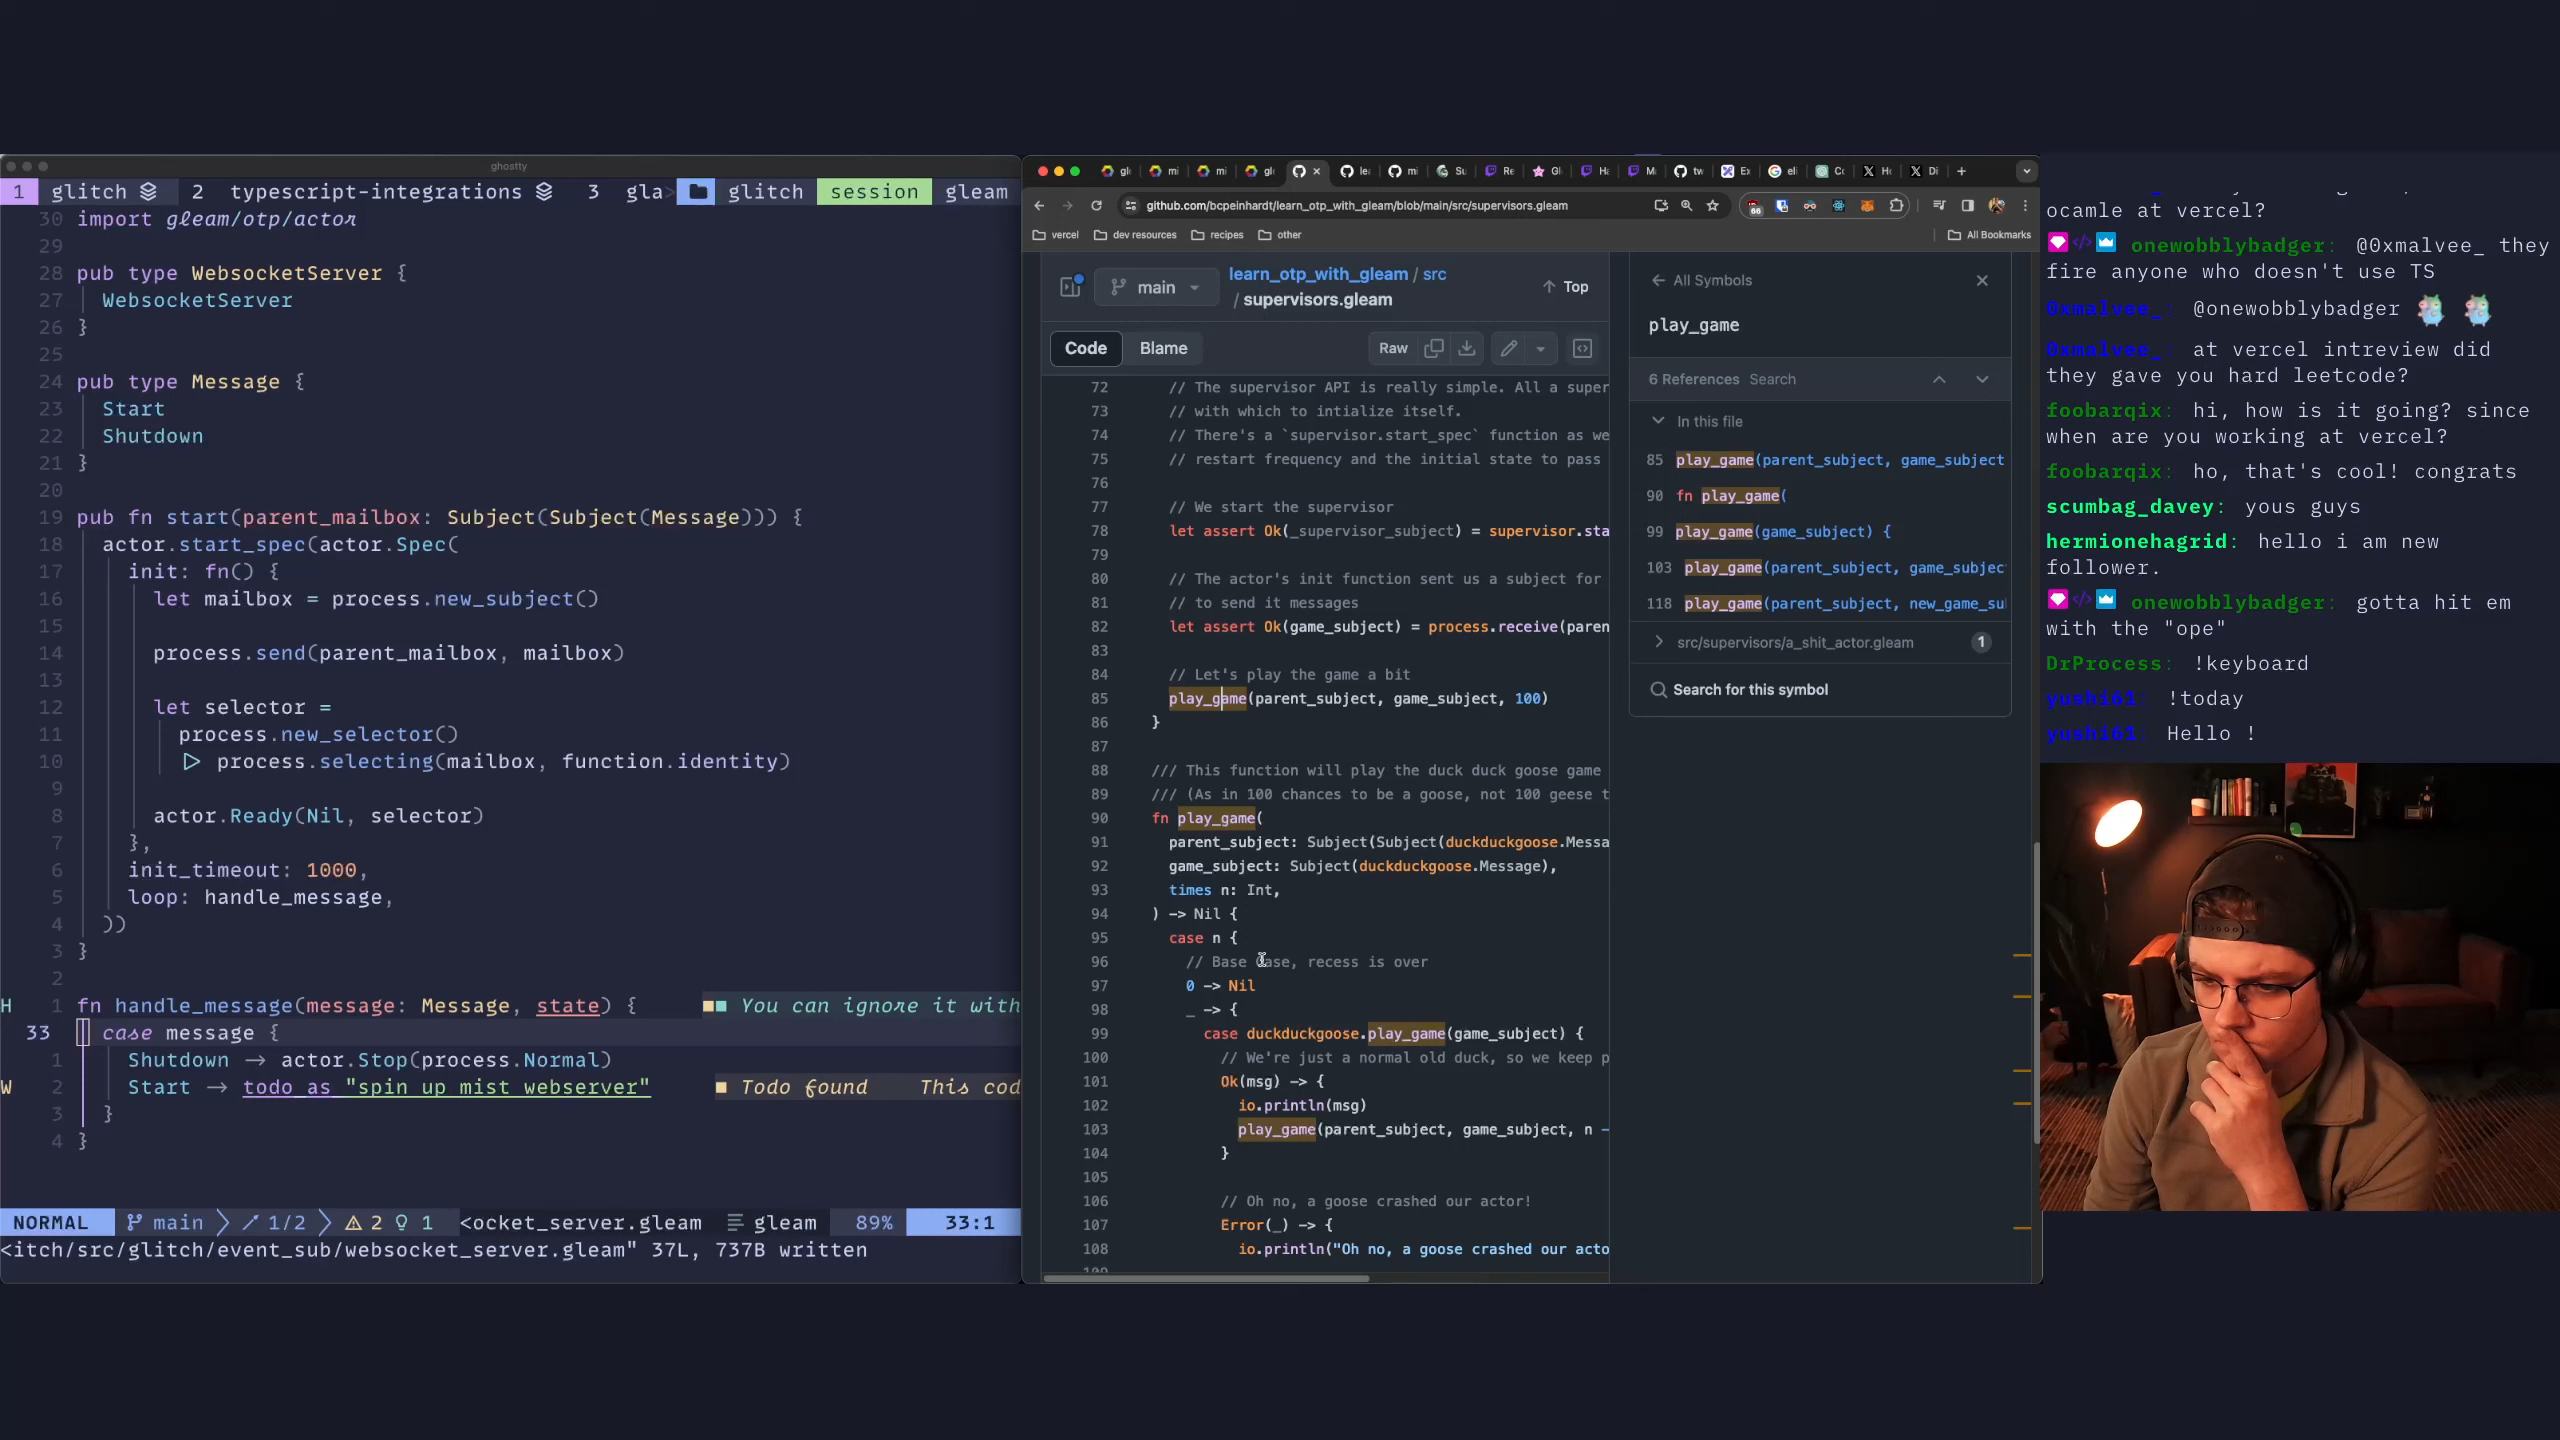 ghostty
1 glitch 2 typescript-integrations 3 gla> glitch session gleam
30 import gleam/otp/actor
29
28 pub type WebsocketServer {
27 WebsocketServer
26 }
25
24 pub type Message {
23 Start
22 Shutdown
21 }
20
19 pub fn start(parent_mailbox: Subject(Subject(Message))) {
18 actor.start_spec(actor.Spec(
17 init: fn() {
16 let mailbox = process.new_subject()
15
14 process.send(parent_mailbox, mailbox)
13
12 let selector =
11 process.new_selector()
10 |> process.selecting(mailbox, function.identity)
9
8 actor.Ready(Nil, selector)
7 },
6 init_timeout: 1000,
5 loop: handle_message,
4 ))
3 }
2
H 1 fn handle_message(message: Message, state) { You can ignore it with
33 case message {
1 Shutdown -> actor.Stop(process.Normal)
W 2 Start -> todo as "spin up mist webserver" Todo found This cod
3 }
4 }
NORMAL main 1/2 2 1 <ocket_server.gleam gleam 89% 33:1
<itch/src/glitch/event_sub/websocket_server.gleam" 37L, 737B written
gl mi mi gl le mi Su Re Gl Ha M tw Ex eli Co H Di
github.com/bcpeinhardt/learn_otp_with_gleam/blob/main/src/supervisors.gleam
66
vercel dev resources recipes other All Bookmarks
main learn_otp_with_gleam / src
/ supervisors.gleam
Top
Code Blame Raw
72 // The supervisor API is really simple. All a super
73 // with which to intialize itself.
74 // There's a `supervisor.start_spec` function as we
75 // restart frequency and the initial state to pass
76
77 // We start the supervisor
78 let assert Ok(_supervisor_subject) = supervisor.sta
79
80 // The actor's init function sent us a subject for
81 // to send it messages
82 let assert Ok(game_subject) = process.receive(paren
83
84 // Let's play the game a bit
85 play_game(parent_subject, game_subject, 100)
86 }
87
88 /// This function will play the duck duck goose game
89 /// (As in 100 chances to be a goose, not 100 geese t
90 fn play_game(
91 parent_subject: Subject(Subject(duckduckgoose.Messa
92 game_subject: Subject(duckduckgoose.Message),
93 times n: Int,
94 ) -> Nil {
95 case n {
96 // Base Case, recess is over
97 0 -> Nil
98 _ -> {
99 case duckduckgoose.play_game(game_subject) {
100 // We're just a normal old duck, so we keep p
101 Ok(msg) -> {
102 io.println(msg)
103 play_game(parent_subject, game_subject, n -
104 }
105
106 // Oh no, a goose crashed our actor!
107 Error(_) -> {
108 io.println("Oh no, a goose crashed our acto
All Symbols
play_game
6 References Search
In this file
85 play_game(parent_subject, game_subject
90 fn play_game(
99 play_game(game_subject) {
103 play_game(parent_subject, game_subjec
118 play_game(parent_subject, new_game_su
src/supervisors/a_shit_actor.gleam 1
Search for this symbol
ocamle at vercel?
onewobblybadger: @0xmalvee_ they
fire anyone who doesn't use TS
0xmalvee_: @onewobblybadger
0xmalvee_: at vercel intreview did
they gave you hard leetcode?
foobarqix: hi, how is it going? since
when are you working at vercel?
foobarqix: ho, that's cool! congrats
scumbag_davey: yous guys
hermionehagrid: hello i am new
follower.
onewobblybadger: gotta hit em
with the "ope"
DrProcess: !keyboard
yushi61: !today
yushi61: Hello !